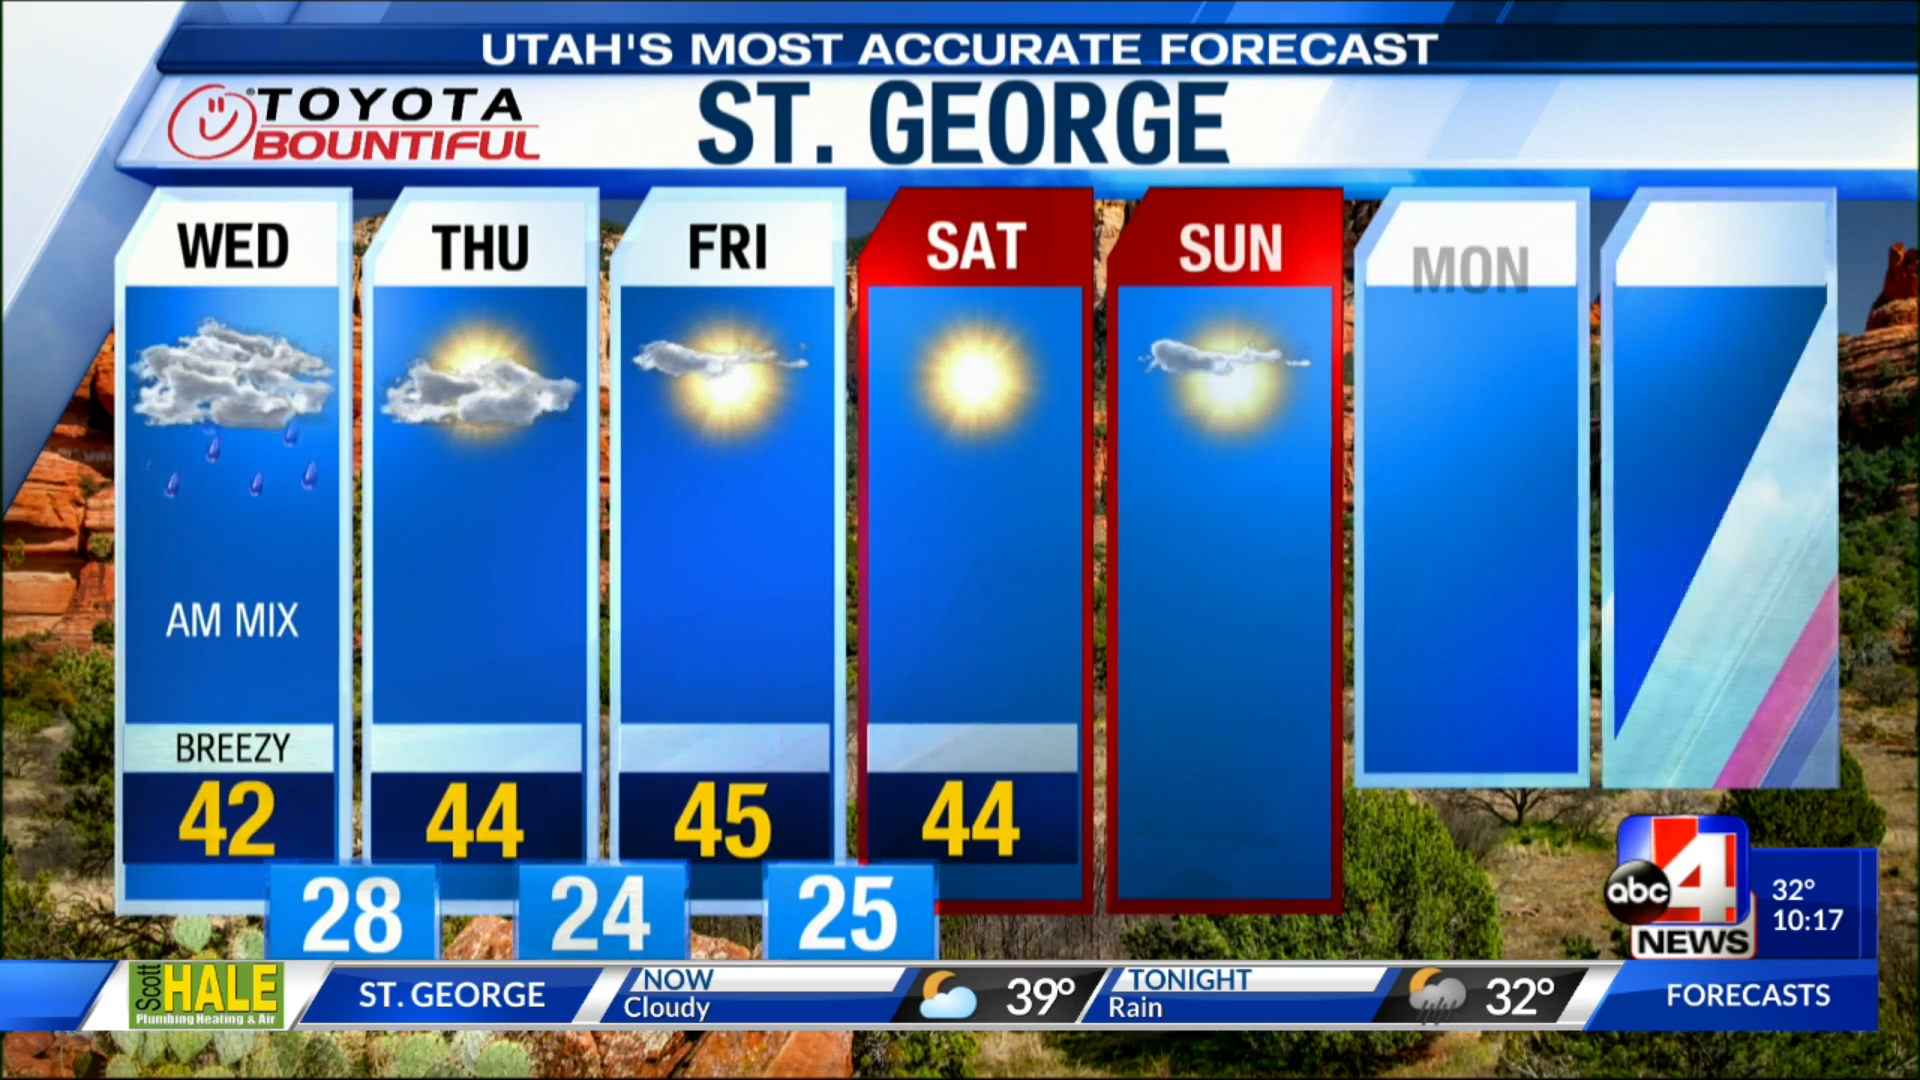 UTAH'S MOST ACCURATE FORECAST
TOYOTA
BOUNTIFUL
ST. GEORGE
WED
THU
FRI
SAT
SUN
MON
AM MIX
BREEZY
42
44
45
44
28
24
25
abc
4
NEWS
32°
10:17
Scott
HALE
Plumbing Heating & Air
ST. GEORGE
NOW
Cloudy
39°
TONIGHT
Rain
32°
FORECASTS